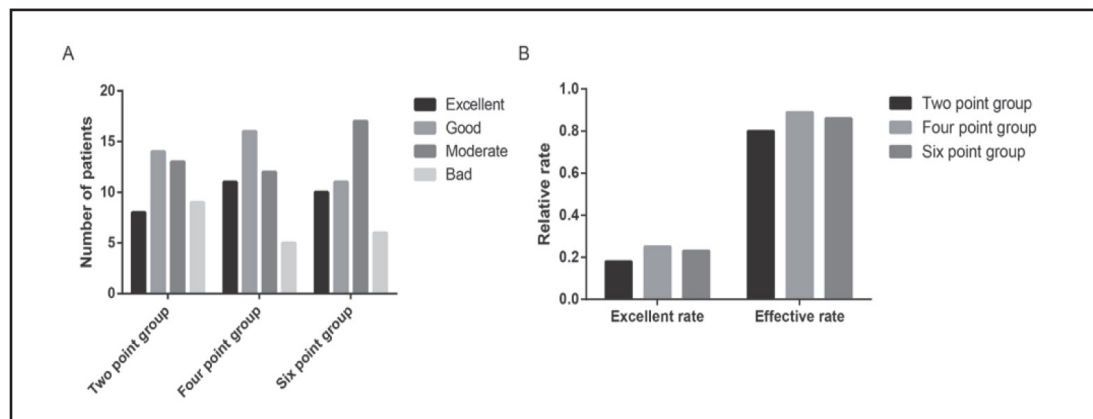 A
Number of patients
20
15
10
5
0
Two point group
Four point group
Six point group
Excellent
Good
Moderate
Bad
B
Relative rate
1.0
0.8
0.6
0.4
0.2
0.0
Excellent rate
Effective rate
Two point group
Four point group
Six point group